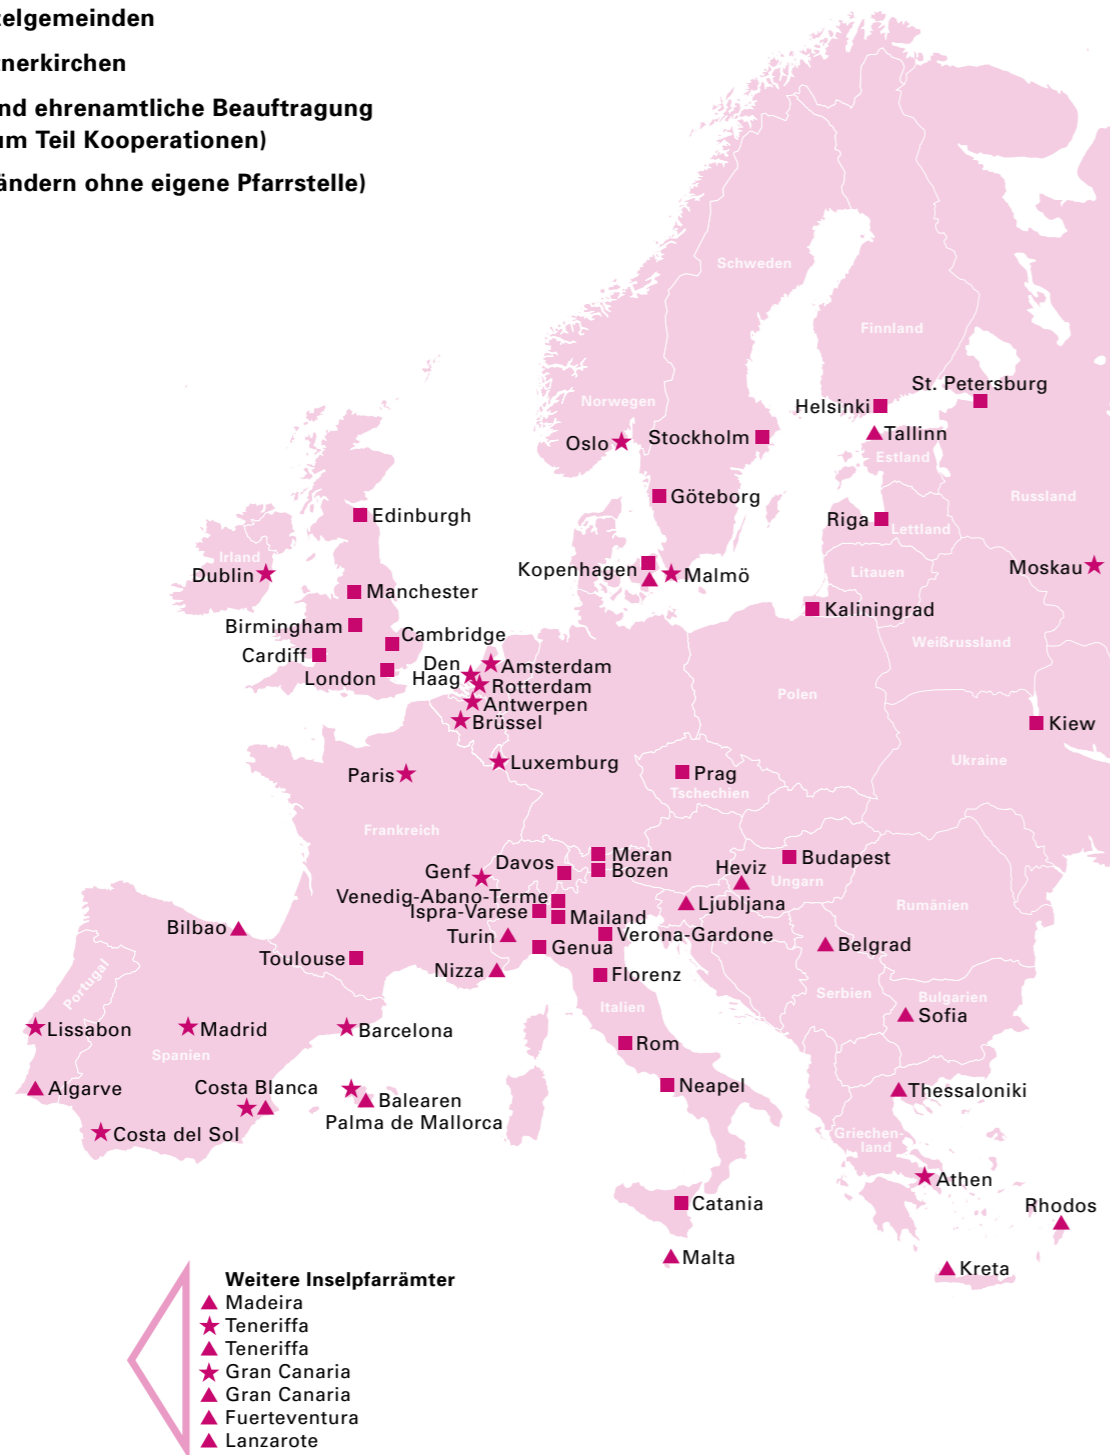 elgemeinden
nerkirchen
nd ehrenamtliche Beauftragung
um Teil Kooperationen)
ändern ohne eigene Pfarrstelle)
Schweden
Finnland
St. Petersburg
Norwegen
Helsinki
Oslo
Stockholm
Tallinn
Estland
Göteborg
Russland
Edinburgh
Riga
Lettland
Irland
Dublin
Kopenhagen
Malmö
Litauen
Moskau
Manchester
Kaliningrad
Birmingham
Cambridge
Weißrussland
Cardiff
London
Den
Haag
Amsterdam
Rotterdam
Antwerpen
Brüssel
Polen
Kiew
Paris
Luxemburg
Prag
Tschechien
Ukraine
Frankreich
Genf
Davos
Meran
Bozen
Heviz
Budapest
Ungarn
Venedig-Abano-Terme
Ispra-Varese
Mailand
Ljubljana
Rumänien
Bilbao
Turin
Verona-Gardone
Genua
Belgrad
Toulouse
Nizza
Florenz
Portugal
Serbien
Bulgarien
Italien
Sofia
Lissabon
Madrid
Barcelona
Spanien
Rom
Algarve
Costa Blanca
Balearen
Palma de Mallorca
Neapel
Thessaloniki
Costa del Sol
Griechen-
land
Athen
Catania
Rhodos
Malta
Kreta
Weitere Inselpfarrämter
Madeira
Teneriffa
Teneriffa
Gran Canaria
Gran Canaria
Fuerteventura
Lanzarote